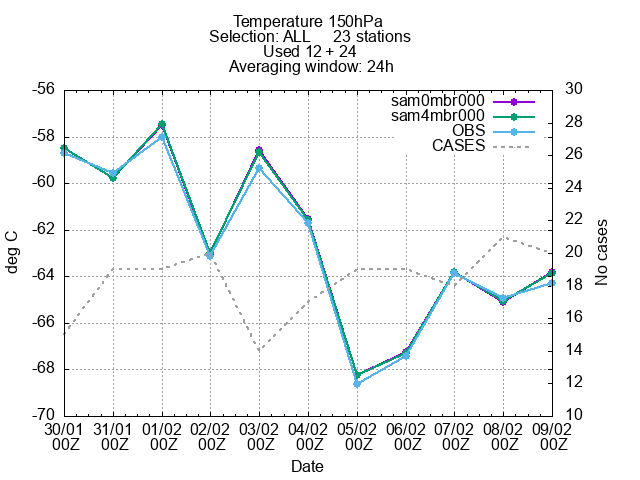 Temperature 150hPa
Selection: ALL 23 stations
Used 12 + 24
Averaging window: 24h
sam0mbr000
sam4mbr000
OBS
CASES
-56
-58
-60
-62
-64
-66
-68
-70
deg C
30
28
26
24
22
20
18
16
14
12
10
No cases
30/01 31/01 01/02 02/02 03/02 04/02 05/02 06/02 07/02 08/02 09/02
00Z 00Z 00Z 00Z 00Z 00Z 00Z 00Z 00Z 00Z 00Z
Date